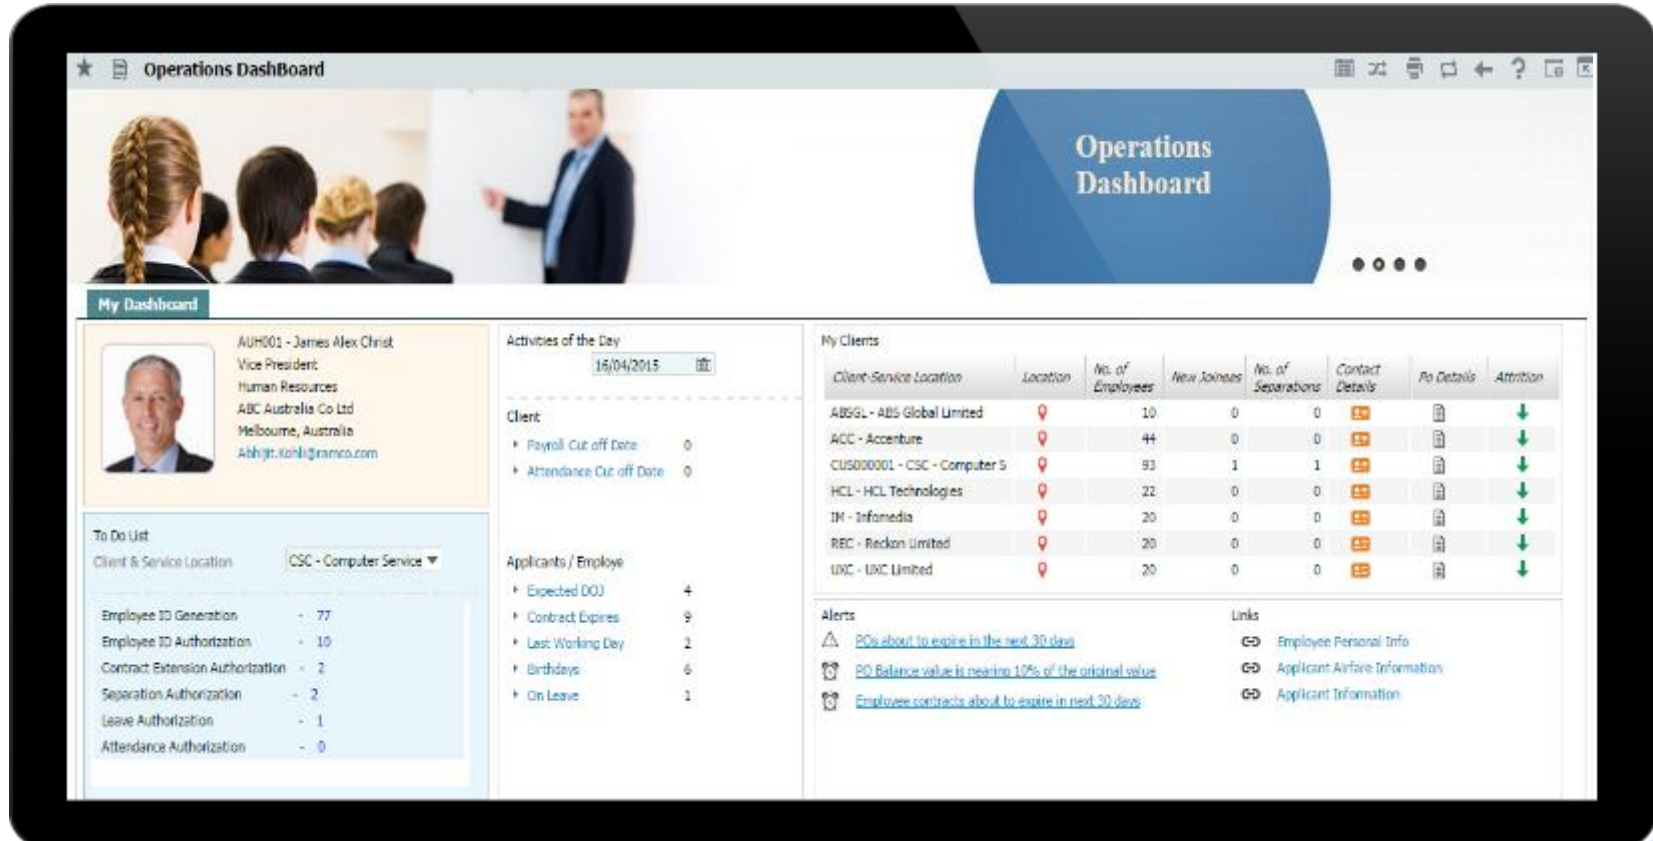 Operations DashBoard
Operations
Dashboard
My Dashboard
AUH001 - James Alex Christ
Vice President
Human Resources
ABC Australia Co Ltd
Melbourne, Australia
Abhijit.Kohli@ramco.com
To Do List
Client & Service Location CSC - Computer Service
Employee ID Generation - 77
Employee ID Authorization - 10
Contract Extension Authorization - 2
Separation Authorization - 2
Leave Authorization - 1
Attendance Authorization - 0
Activities of the Day
16/04/2015
Client
Payroll Cut off Date 0
Attendance Cut off Date 0
Applicants / Employe
Expected DOJ 4
Contract Expires 9
Last Working Day 2
Birthdays 6
On Leave 1
My Clients
Client-Service Location Location No. of Employees New Joinees No. of Separations Contact Details Po Details Attrition
ABSGL - ABS Global Limited 10 0 0
ACC - Accenture 44 0 0
CUS000001 - CSC - Computer S 93 1 1
HCL - HCL Technologies 22 0 0
IM - Infomedia 20 0 0
REC - Reckon Limited 20 0 0
UXC - UXC Limited 20 0 0
Alerts
POs about to expire in the next 30 days
PO Balance value is nearing 10% of the original value
Employee contracts about to expire in next 30 days
Links
Employee Personal Info
Applicant Airfare Information
Applicant Information